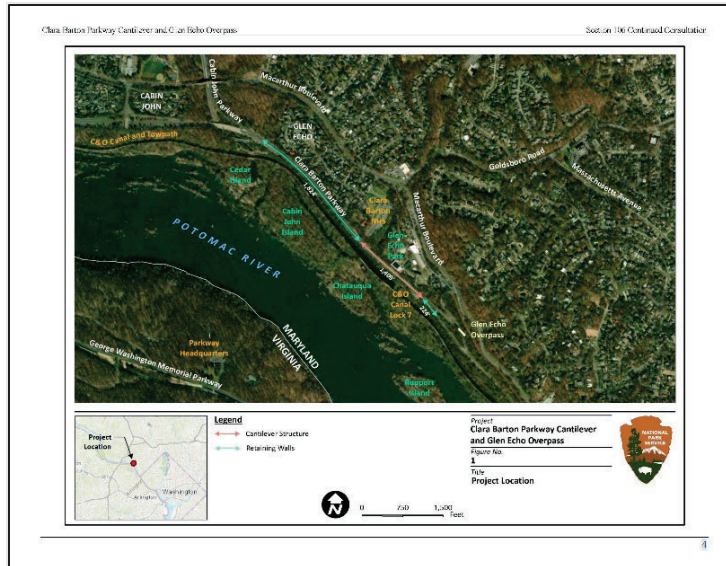 Clara Barton Parkway Cantilever and Glen Echo Overpass
Section 106 Continued Consultation
CABIN
JOHN
Cabin John Parkway
Macarthur Boulevard
GLEN
ECHO
C&O Canal and Towpath
Clara Barton Parkway
Goldsboro Road
Massachusetts Avenue
Cedar
Island
Cabin
John
Island
Clara
Barton
NHS
Macarthur Boulevard
Glen
Echo
Park
POTOMAC RIVER
Chatauqua
Island
C&O
Canal
Lock 7
Glen Echo
Overpass
MARYLAND
VIRGINIA
Parkway
Headquarters
George Washington Memorial Parkway
Ruppert
Island
Project
Location
Arlington
Washington
Legend
Cantilever Structure
Retaining Walls
N
0 750 1,500
Feet
Project
Clara Barton Parkway Cantilever
and Glen Echo Overpass
Figure No.
1
Title
Project Location
NATIONAL
PARK
SERVICE
4